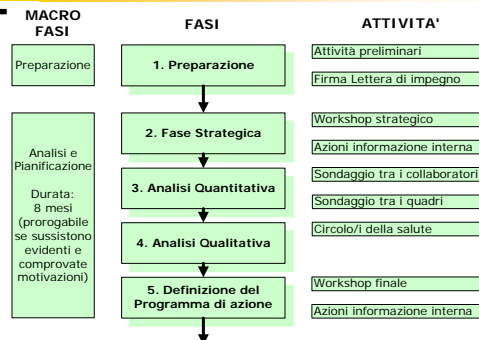 MACRO
FASI
FASI
ATTIVITA'
Preparazione
1. Preparazione
Attività preliminari
Firma Lettera di impegno
Analisi e
Pianificazione
Durata:
8 mesi
(prorogabile
se sussistono
evidenti e
comprovate
motivazioni)
2. Fase Strategica
3. Analisi Quantitativa
4. Analisi Qualitativa
5. Definizione del
Programma di azione
Workshop strategico
Azioni informazione interna
Sondaggio tra i collaboratori
Sondaggio tra i quadri
Circolo/i della salute
Workshop finale
Azioni informazione interna